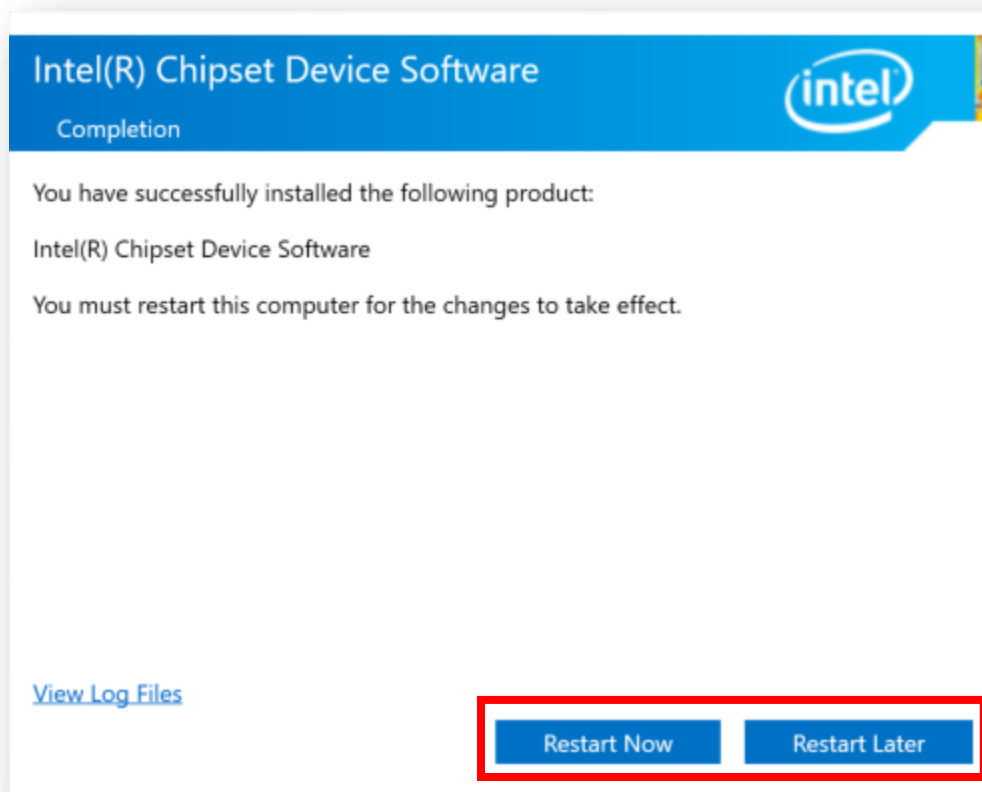 Intel(R) Chipset Device Software
intel
Completion
You have successfully installed the following product:
Intel(R) Chipset Device Software
You must restart this computer for the changes to take effect.
View Log Files
Restart Now
Restart Later